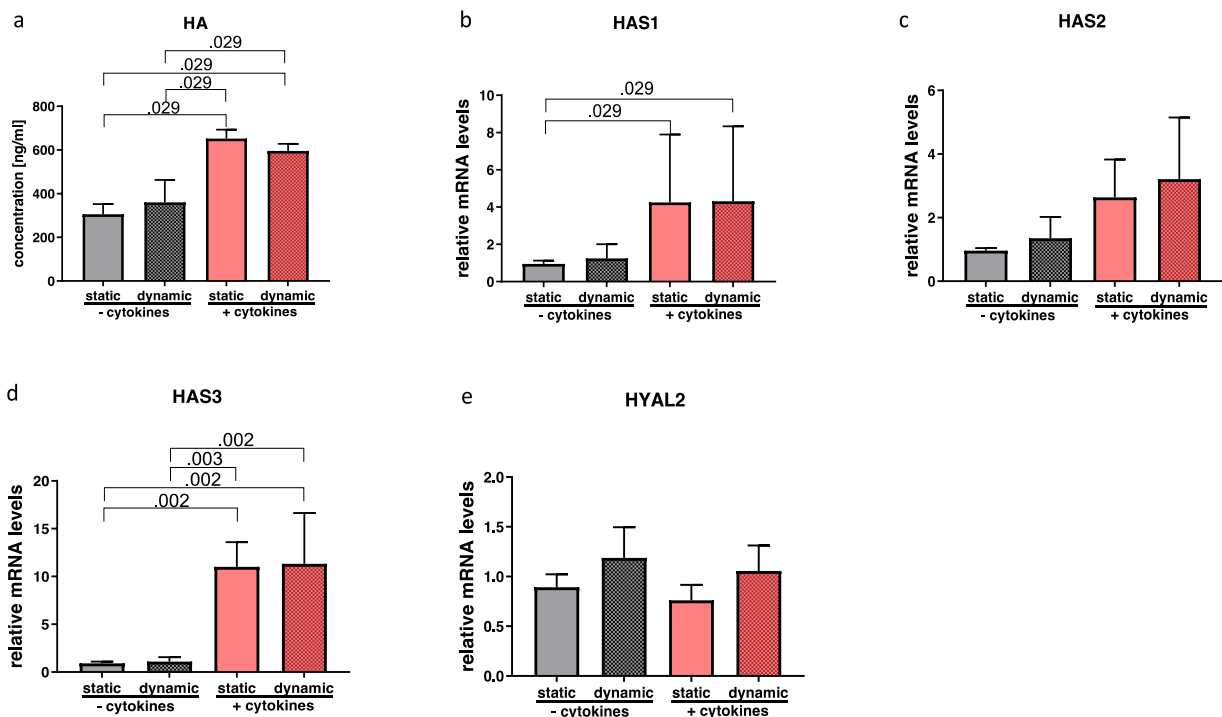 a
HA
.029
.029
.029
.029
concentration [ng/ml]
800
600
400
200
0
static dynamic static dynamic
- cytokines + cytokines
b
HAS1
.029
.029
relative mRNA levels
10
8
6
4
2
0
static dynamic static dynamic
- cytokines + cytokines
c
HAS2
relative mRNA levels
6
4
2
0
static dynamic static dynamic
- cytokines + cytokines
d
HAS3
.002
.003
.002
.002
relative mRNA levels
20
15
10
5
0
static dynamic static dynamic
- cytokines + cytokines
e
HYAL2
relative mRNA levels
2.0
1.5
1.0
0.5
0.0
static dynamic static dynamic
- cytokines + cytokines